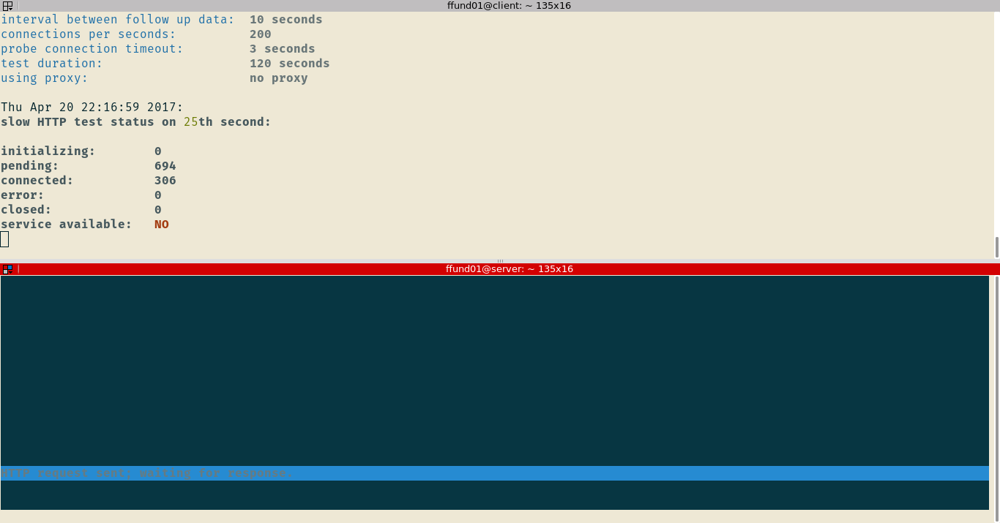 ffund01@client: ~ 135x16
interval between follow up data:  10 seconds
connections per seconds:          200
probe connection timeout:         3 seconds
test duration:                    120 seconds
using proxy:                      no proxy
Thu Apr 20 22:16:59 2017:
slow HTTP test status on 25th second:
initializing:        0
pending:             694
connected:           306
error:               0
closed:              0
service available:   NO
ffund01@server: ~ 135x16
HTTP request sent; waiting for response.